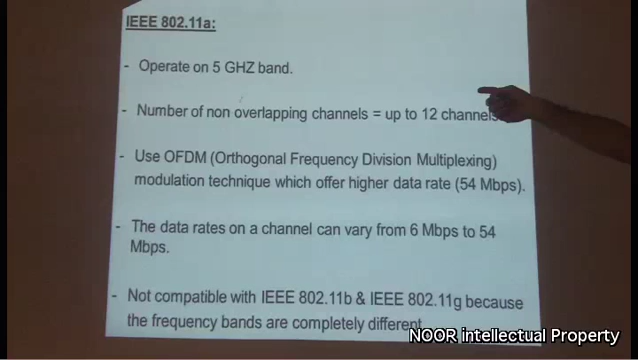 IEEE 802.11a:
- Operate on 5 GHZ band.
- Number of non overlapping channels = up to 12 channels
- Use OFDM (Orthogonal Frequency Division Multiplexing)
modulation technique which offer higher data rate (54 Mbps).
- The data rates on a channel can vary from 6 Mbps to 54
Mbps.
- Not compatible with IEEE 802.11b & IEEE 802.11g because
the frequency bands are completely different
NOOR intellectual Property